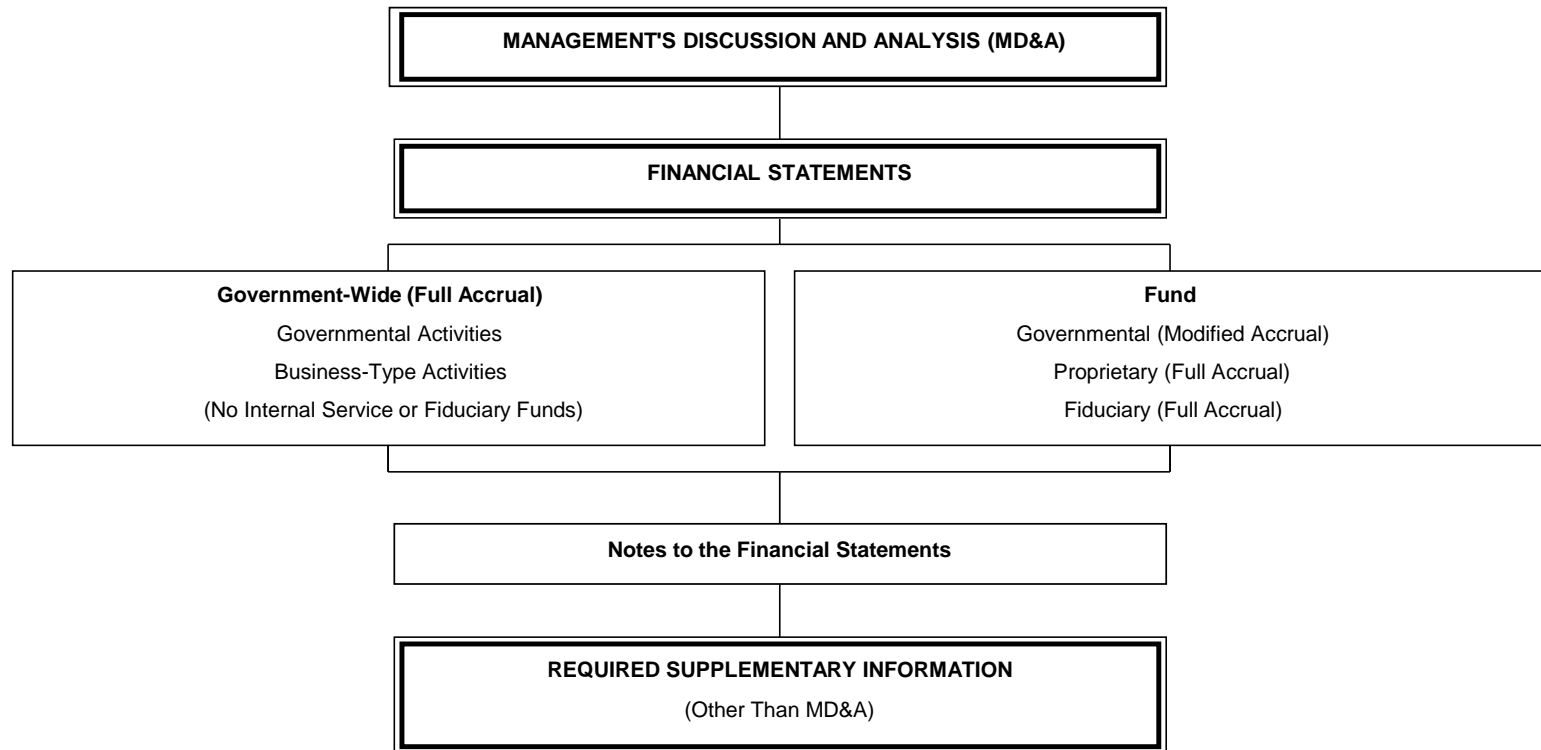 MANAGEMENT'S DISCUSSION AND ANALYSIS (MD&A)
FINANCIAL STATEMENTS
Government-Wide (Full Accrual)
Governmental Activities
Business-Type Activities
(No Internal Service or Fiduciary Funds)
Fund
Governmental (Modified Accrual)
Proprietary (Full Accrual)
Fiduciary (Full Accrual)
Notes to the Financial Statements
REQUIRED SUPPLEMENTARY INFORMATION
(Other Than MD&A)